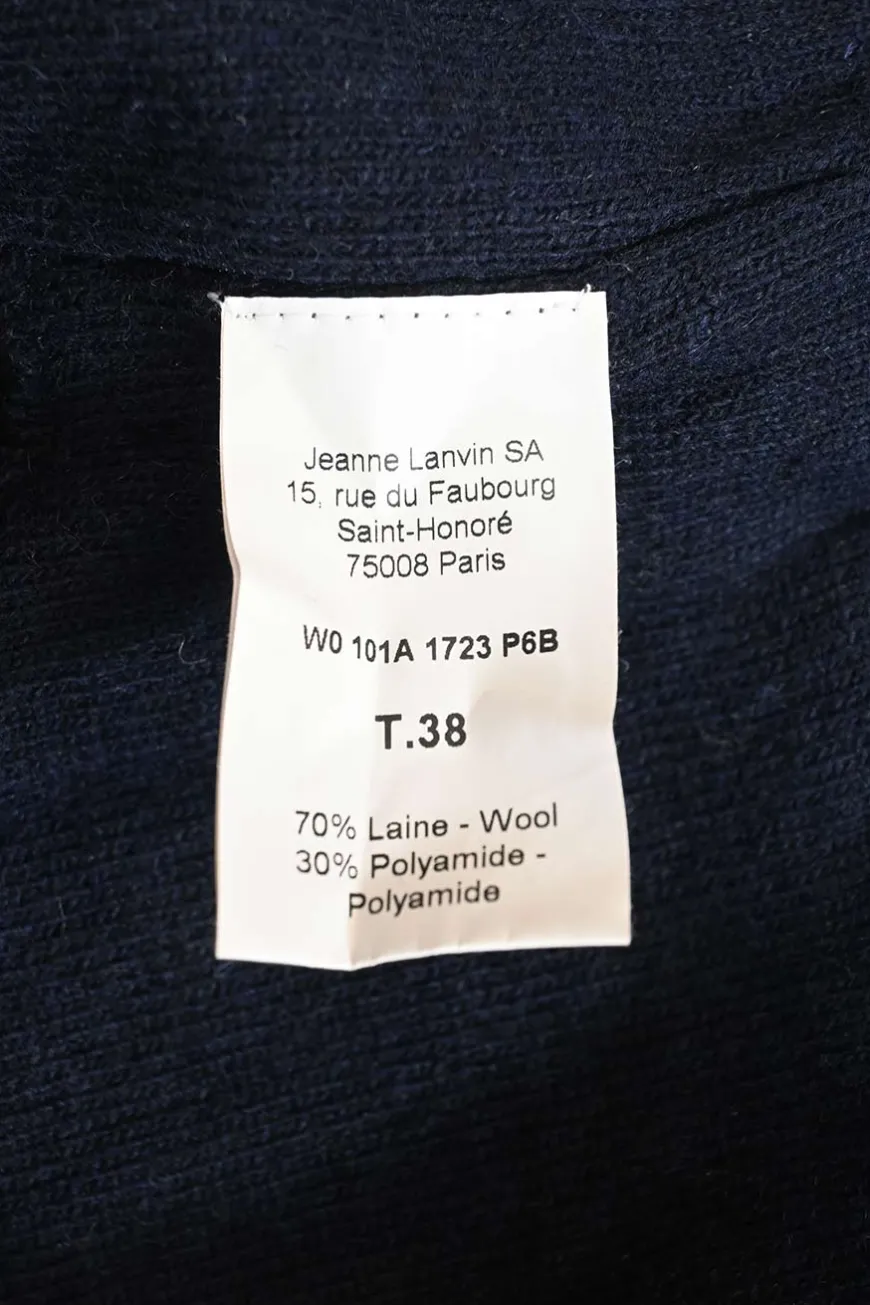 Jeanne Lanvin SA
15, rue du Faubourg
Saint-Honoré
75008 Paris
W0 101A 1723 P6B
T.38
70% Laine - Wool
30% Polyamide -
Polyamide